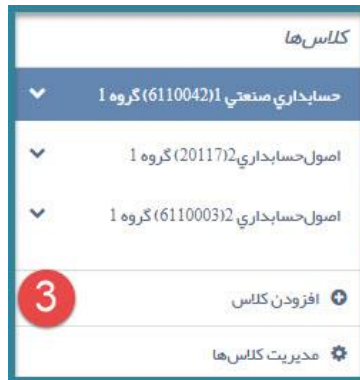 کلاس‌ها
حسابداري صنعتي 1(6110042) گروه 1
اصول‌حسابداري2(20117) گروه 1
اصول‌حسابداري 2(6110003) گروه 1
3
افزودن کلاس
مديريت کلاس‌ها